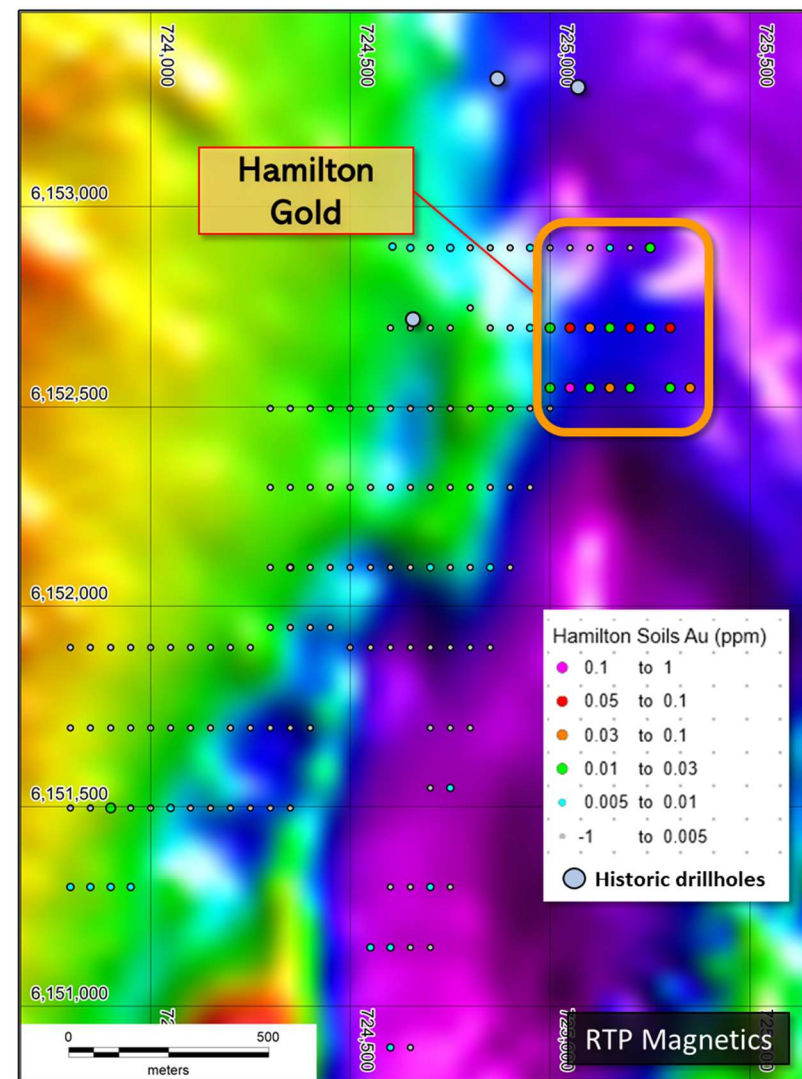 724,000
724,500
725,000
725,500
Hamilton
Gold
6,153,000
6,152,500
6,152,000
Hamilton Soils Au (ppm)
0.1 to 1
0.05 to 0.1
0.03 to 0.1
0.01 to 0.03
0.005 to 0.01
-1 to 0.005
Historic drillholes
6,151,500
6,151,000
724,500
0 500
meters
RTP Magnetics